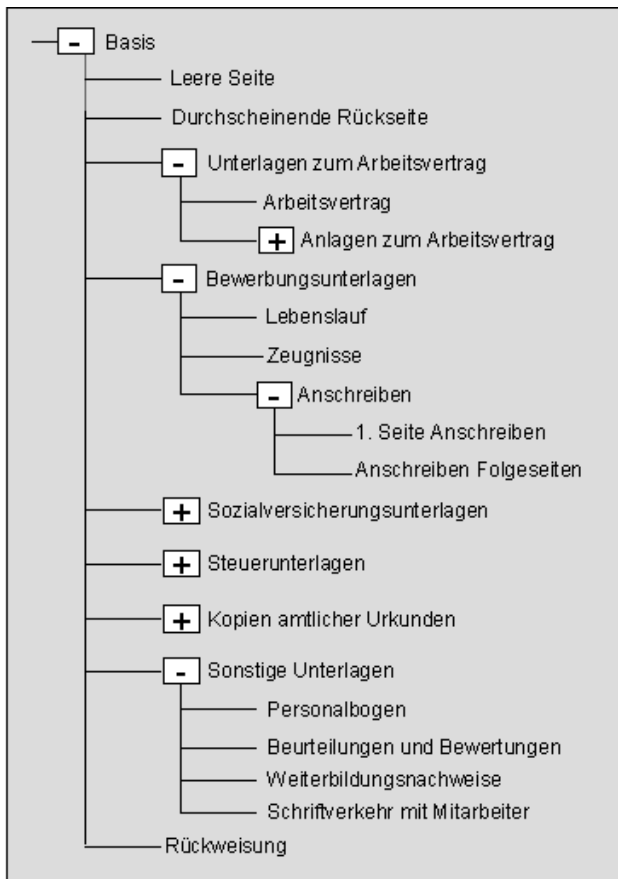 Basis
Leere Seite
Durchscheinende Rückseite
Unterlagen zum Arbeitsvertrag
Arbeitsvertrag
Anlagen zum Arbeitsvertrag
Bewerbungsunterlagen
Lebenslauf
Zeugnisse
Anschreiben
1. Seite Anschreiben
Anschreiben Folgeseiten
Sozialversicherungsunterlagen
Steuerunterlagen
Kopien amtlicher Urkunden
Sonstige Unterlagen
Personalbogen
Beurteilungen und Bewertungen
Weiterbildungsnachweise
Schriftverkehr mit Mitarbeiter
Rückweisung